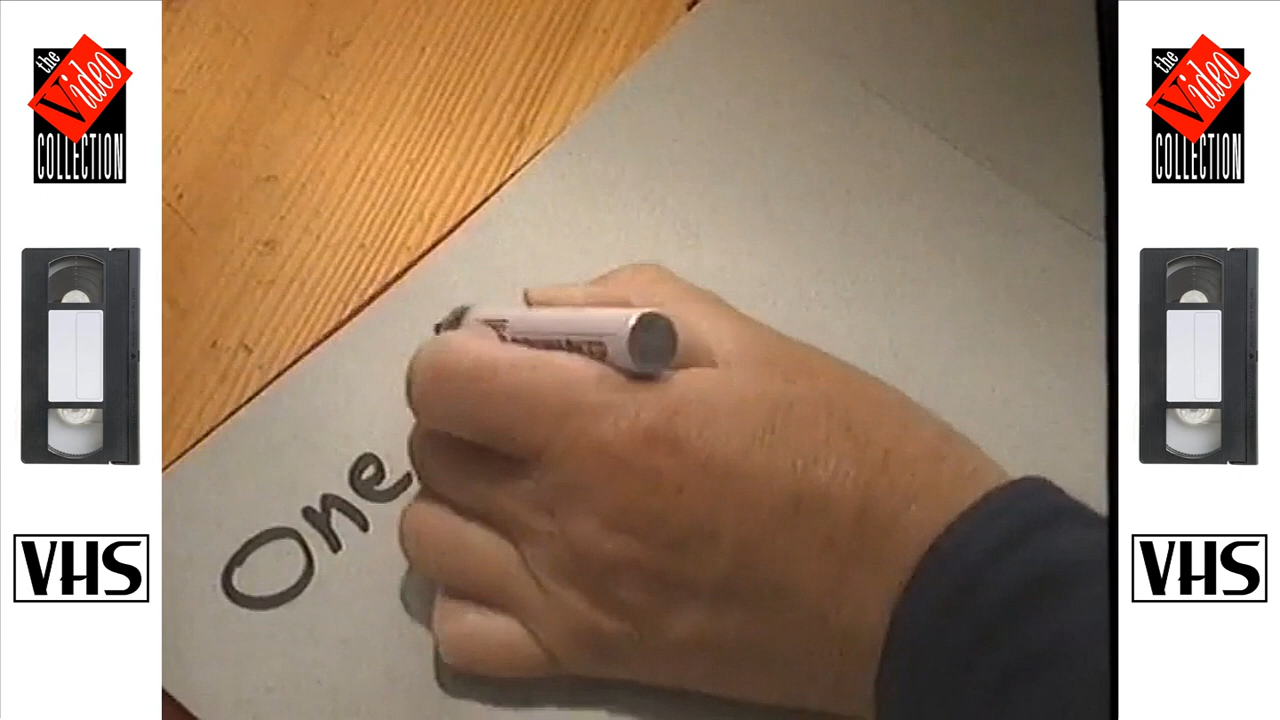 the
Video
COLLECTION
VHS
One
the
Video
COLLECTION
VHS